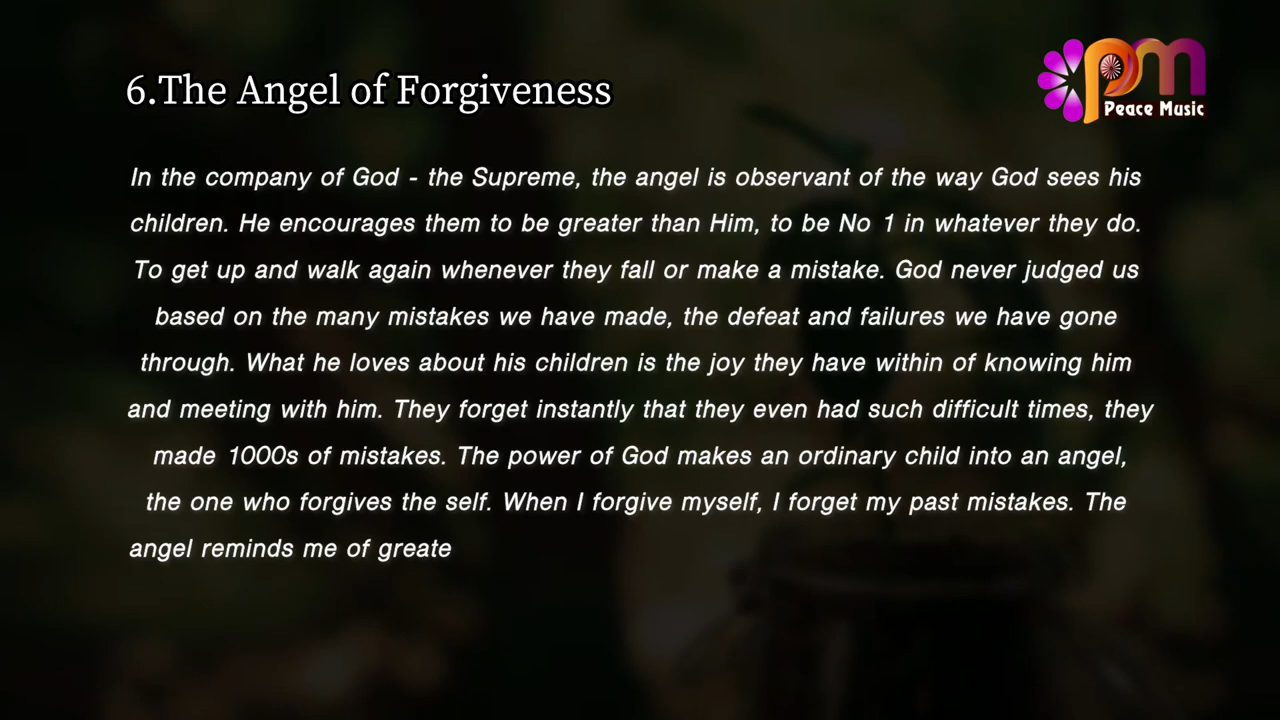 6.The Angel of Forgiveness
pm
Peace Music
In the company of God - the Supreme, the angel is observant of the way God sees his
children. He encourages them to be greater than Him, to be No 1 in whatever they do.
To get up and walk again whenever they fall or make a mistake. God never judged us
based on the many mistakes we have made, the defeat and failures we have gone
through. What he loves about his children is the joy they have within of knowing him
and meeting with him. They forget instantly that they even had such difficult times, they
made 1000s of mistakes. The power of God makes an ordinary child into an angel,
the one who forgives the self. When I forgive myself, I forget my past mistakes. The
angel reminds me of greate